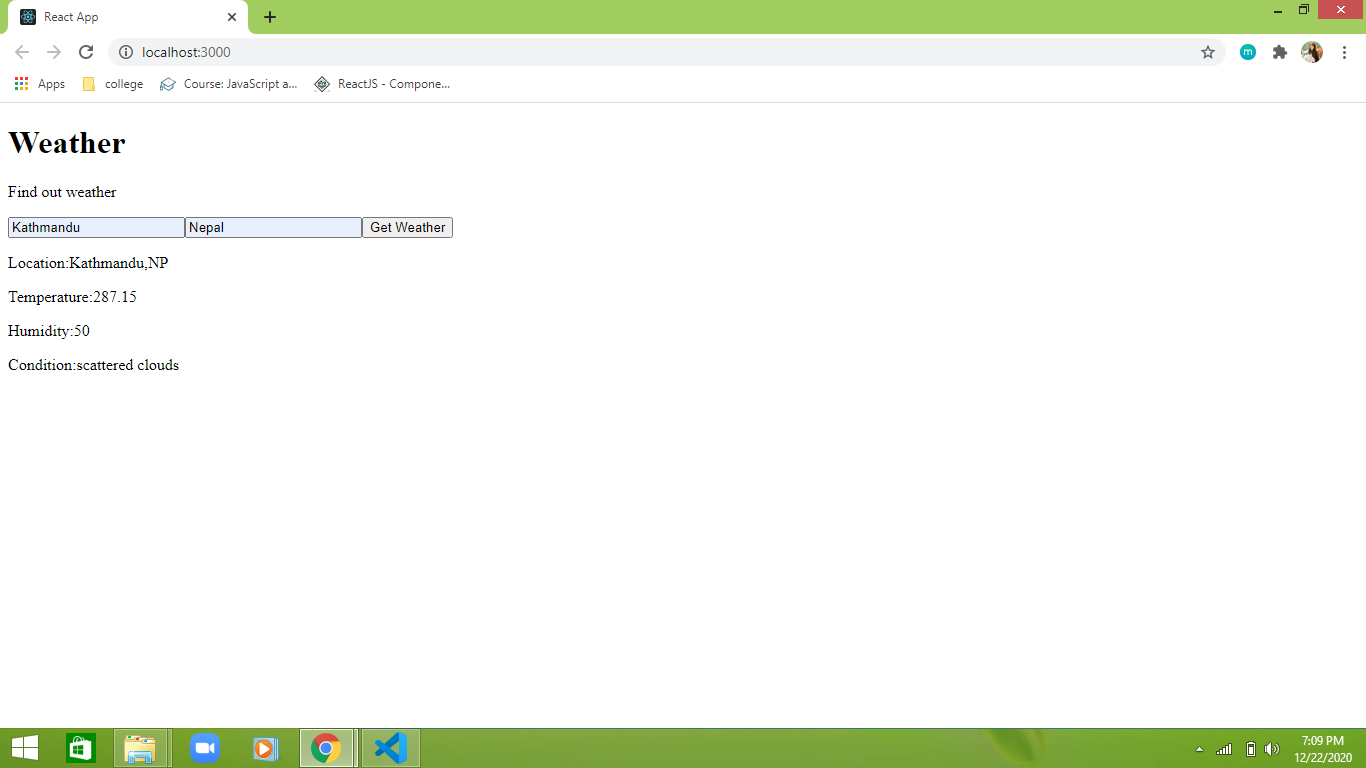 React App
localhost:3000
m
Apps college Course: JavaScript a... ReactJS - Compone...
Weather
Find out weather
Kathmandu Nepal Get Weather
Location:Kathmandu,NP
Temperature:287.15
Humidity:50
Condition:scattered clouds
7:09 PM
12/22/2020